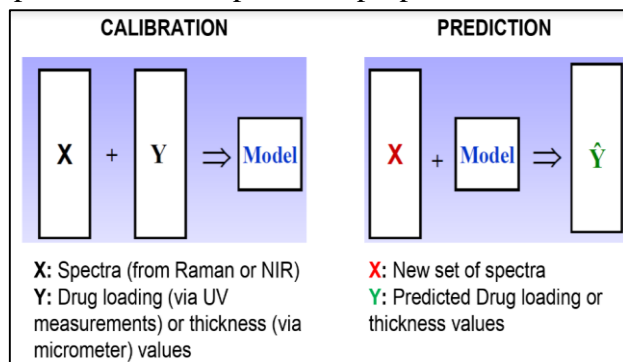 CALIBRATION
X + Y ⇒ Model
X: Spectra (from Raman or NIR)
Y: Drug loading (via UV
measurements) or thickness (via
micrometer) values
PREDICTION
X + Model ⇒ Ŷ
X: New set of spectra
Y: Predicted Drug loading or
thickness values